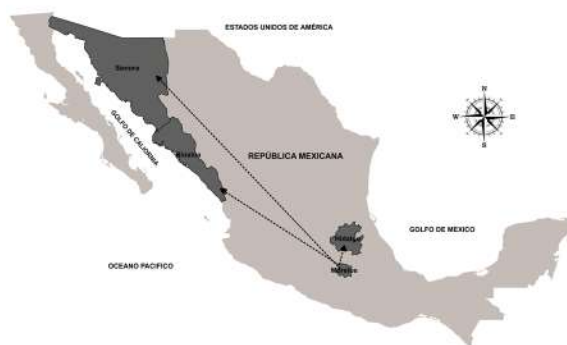 ESTADOS UNIDOS DE AMÉRICA
Sonora
N
W
E
S
GOLFO DE CALIFORNIA
Sinaloa
REPÚBLICA MEXICANA
Hidalgo
GOLFO DE MEXICO
OCEANO PACIFICO
Morelos